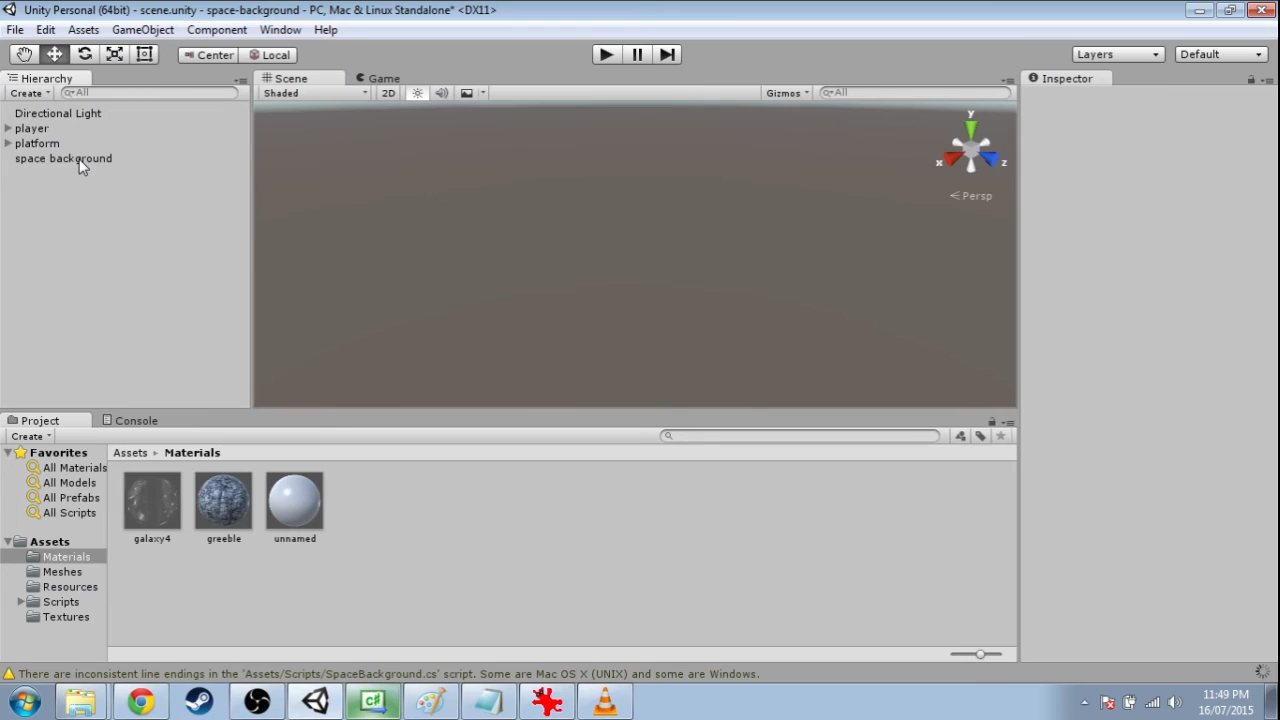 Unity Personal (64bit) - scene.unity - space-background - PC, Mac & Linux Standalone* <DX11>
File Edit Assets GameObject Component Window Help
Center Local Layers Default
Hierarchy Scene Game Inspector
Create All Shaded 2D Gizmos All
Directional Light
player
platform
space background
y
x z
Persp
Project Console
Create
Favorites
All Materials
All Models
All Prefabs
All Scripts
Assets
Materials
Meshes
Resources
Scripts
Textures
Assets Materials
galaxy4 greeble unnamed
There are inconsistent line endings in the 'Assets/Scripts/SpaceBackground.cs' script. Some are Mac OS X (UNIX) and some are Windows.
C#
11:49 PM
16/07/2015